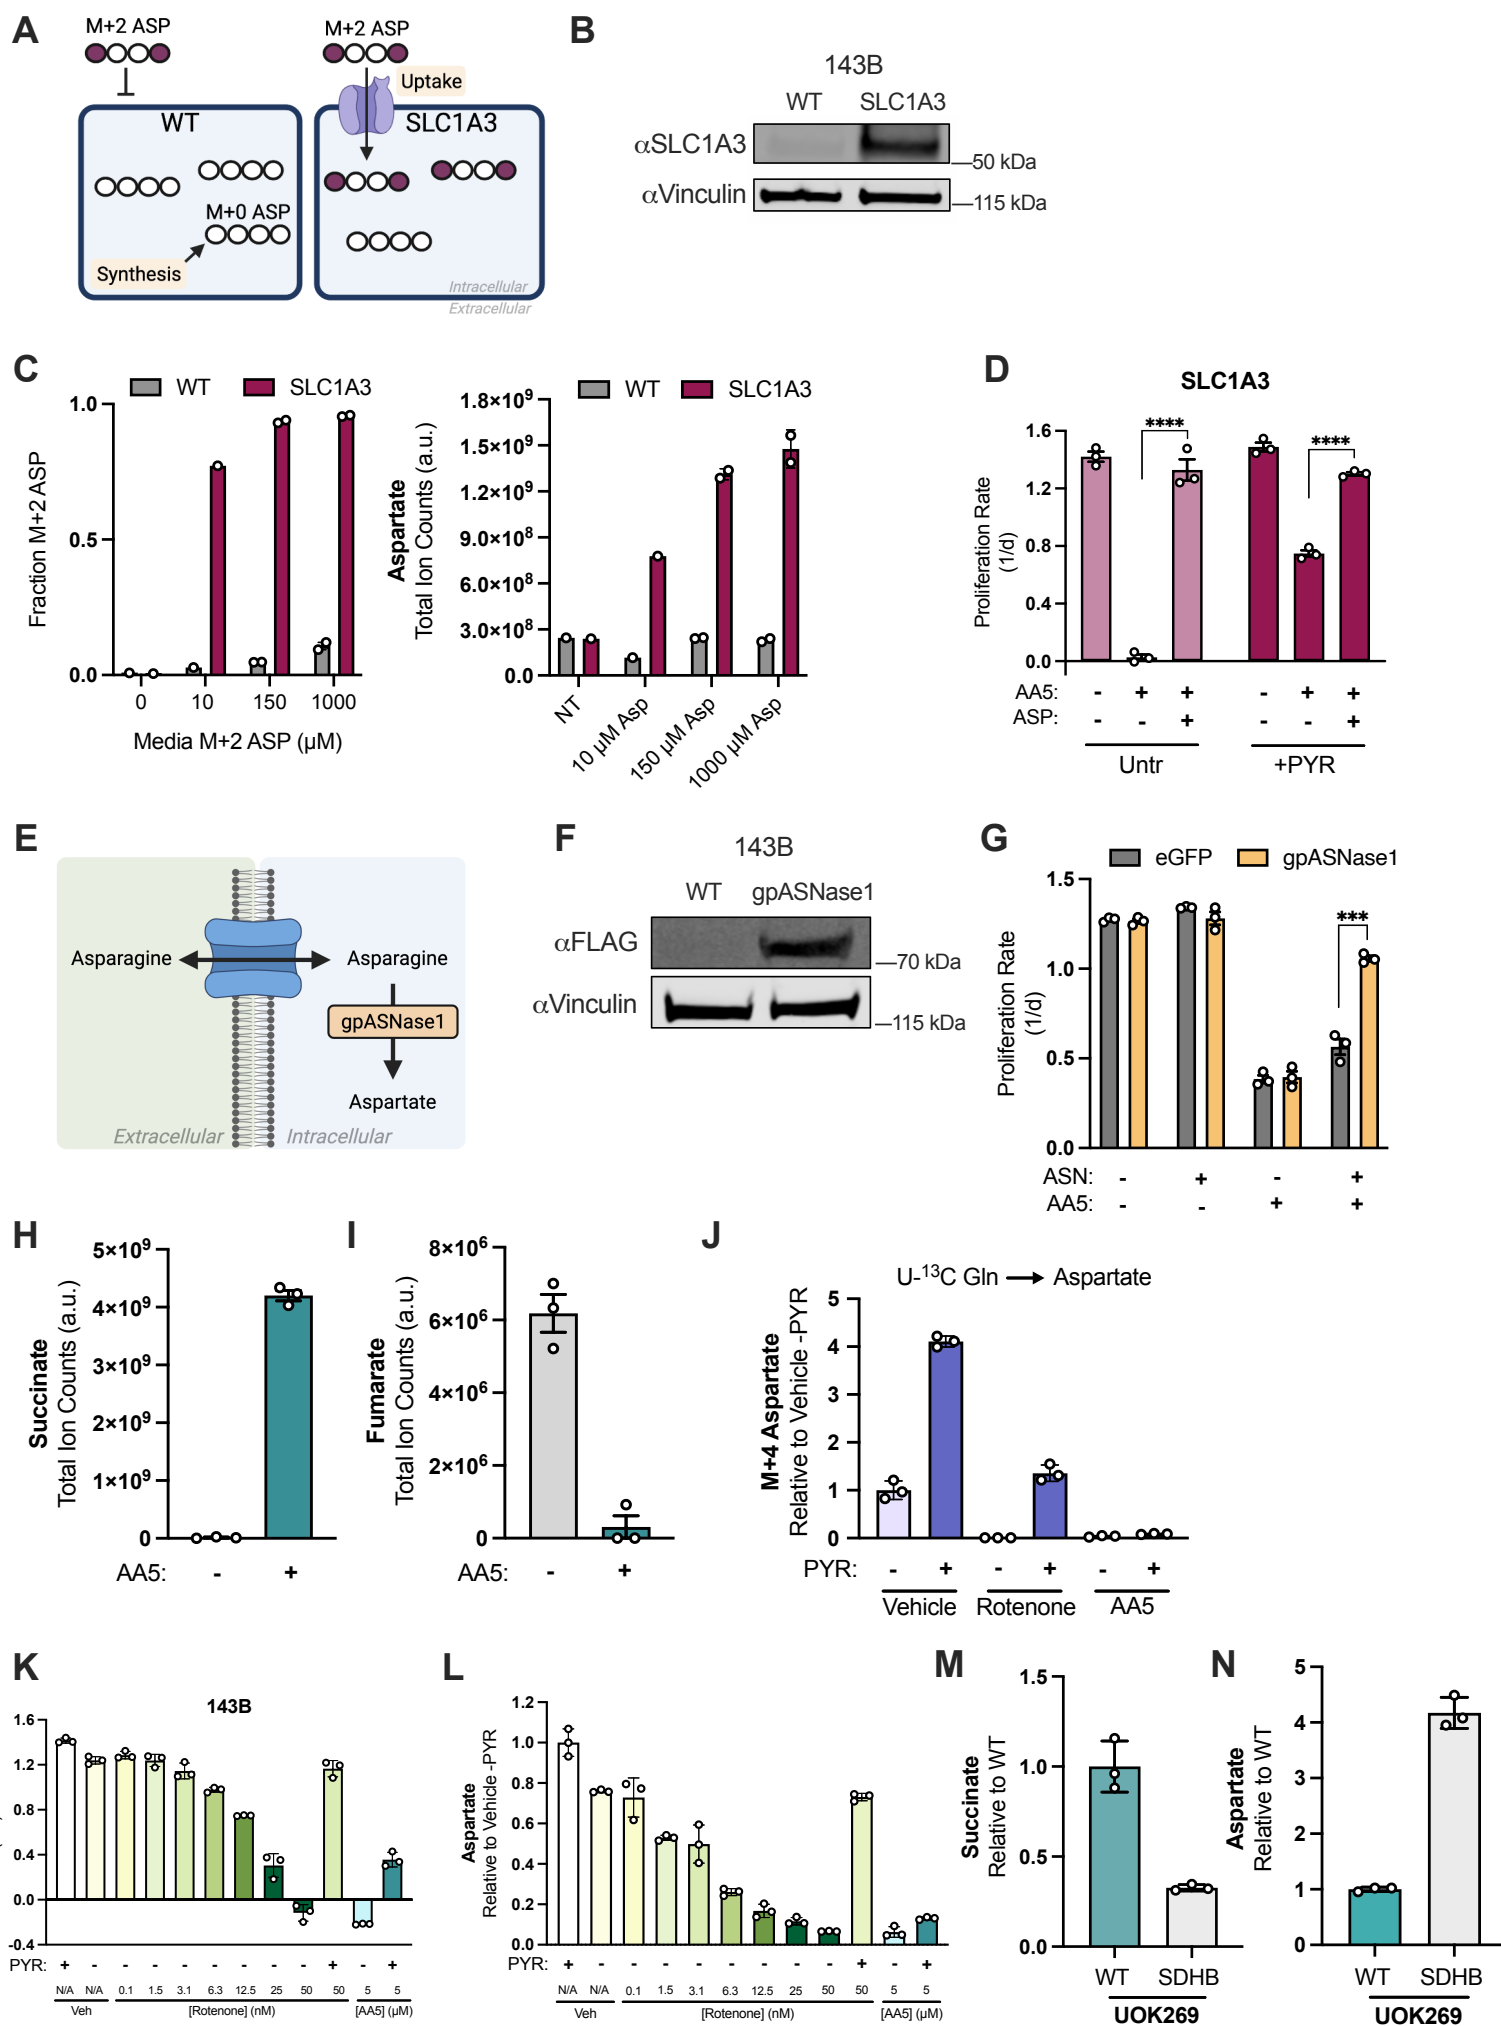 A
M+2 ASP
M+2 ASP
Uptake
WT
SLC1A3
M+0 ASP
Synthesis
Intracellular
Extracellular
B
143B
WT SLC1A3
αSLC1A3
50 kDa
αVinculin
115 kDa
C
WT SLC1A3
Fraction M+2 ASP
1.0
0.5
0.0
0 10 150 1000
Media M+2 ASP (μM)
WT SLC1A3
Aspartate
Total Ion Counts (a.u.)
1.8×10⁹
1.5×10⁹
1.2×10⁹
9.0×10⁸
6.0×10⁸
3.0×10⁸
0.0
NT
10 μM Asp
150 μM Asp
1000 μM Asp
D
SLC1A3
Proliferation Rate
(1/d)
1.6
1.2
0.8
0.4
0.0
****
****
AA5: - + + - + +
ASP: - - + - - +
Untr +PYR
E
Asparagine
Asparagine
gpASNase1
Aspartate
Extracellular
Intracellular
F
143B
WT gpASNase1
αFLAG
70 kDa
αVinculin
115 kDa
G
eGFP gpASNase1
Proliferation Rate
(1/d)
1.5
1.0
0.5
0.0
***
ASN: - + - +
AA5: - - + +
H
Succinate
Total Ion Counts (a.u.)
5×10⁹
4×10⁹
3×10⁹
2×10⁹
1×10⁹
0
AA5: - +
I
Fumarate
Total Ion Counts (a.u.)
8×10⁶
6×10⁶
4×10⁶
2×10⁶
0
AA5: - +
J
U-¹³C Gln Aspartate
M+4 Aspartate
Relative to Vehicle -PYR
5
4
3
2
1
0
PYR: - + - + - +
Vehicle Rotenone AA5
K
143B
1.6
1.2
0.8
0.4
0.0
-0.4
PYR: + - - - - - - - - + - +
N/A N/A 0.1 1.5 3.1 6.3 12.5 25 50 50 5 5
Veh [Rotenone] (nM) [AA5] (μM)
L
Aspartate
Relative to Vehicle -PYR
1.2
1.0
0.8
0.6
0.4
0.2
0.0
PYR: + - - - - - - - - + - +
N/A N/A 0.1 1.5 3.1 6.3 12.5 25 50 50 5 5
Veh [Rotenone] (nM) [AA5] (μM)
M
Succinate
Relative to WT
1.5
1.0
0.5
0.0
WT SDHB
UOK269
N
Aspartate
Relative to WT
5
4
3
2
1
0
WT SDHB
UOK269